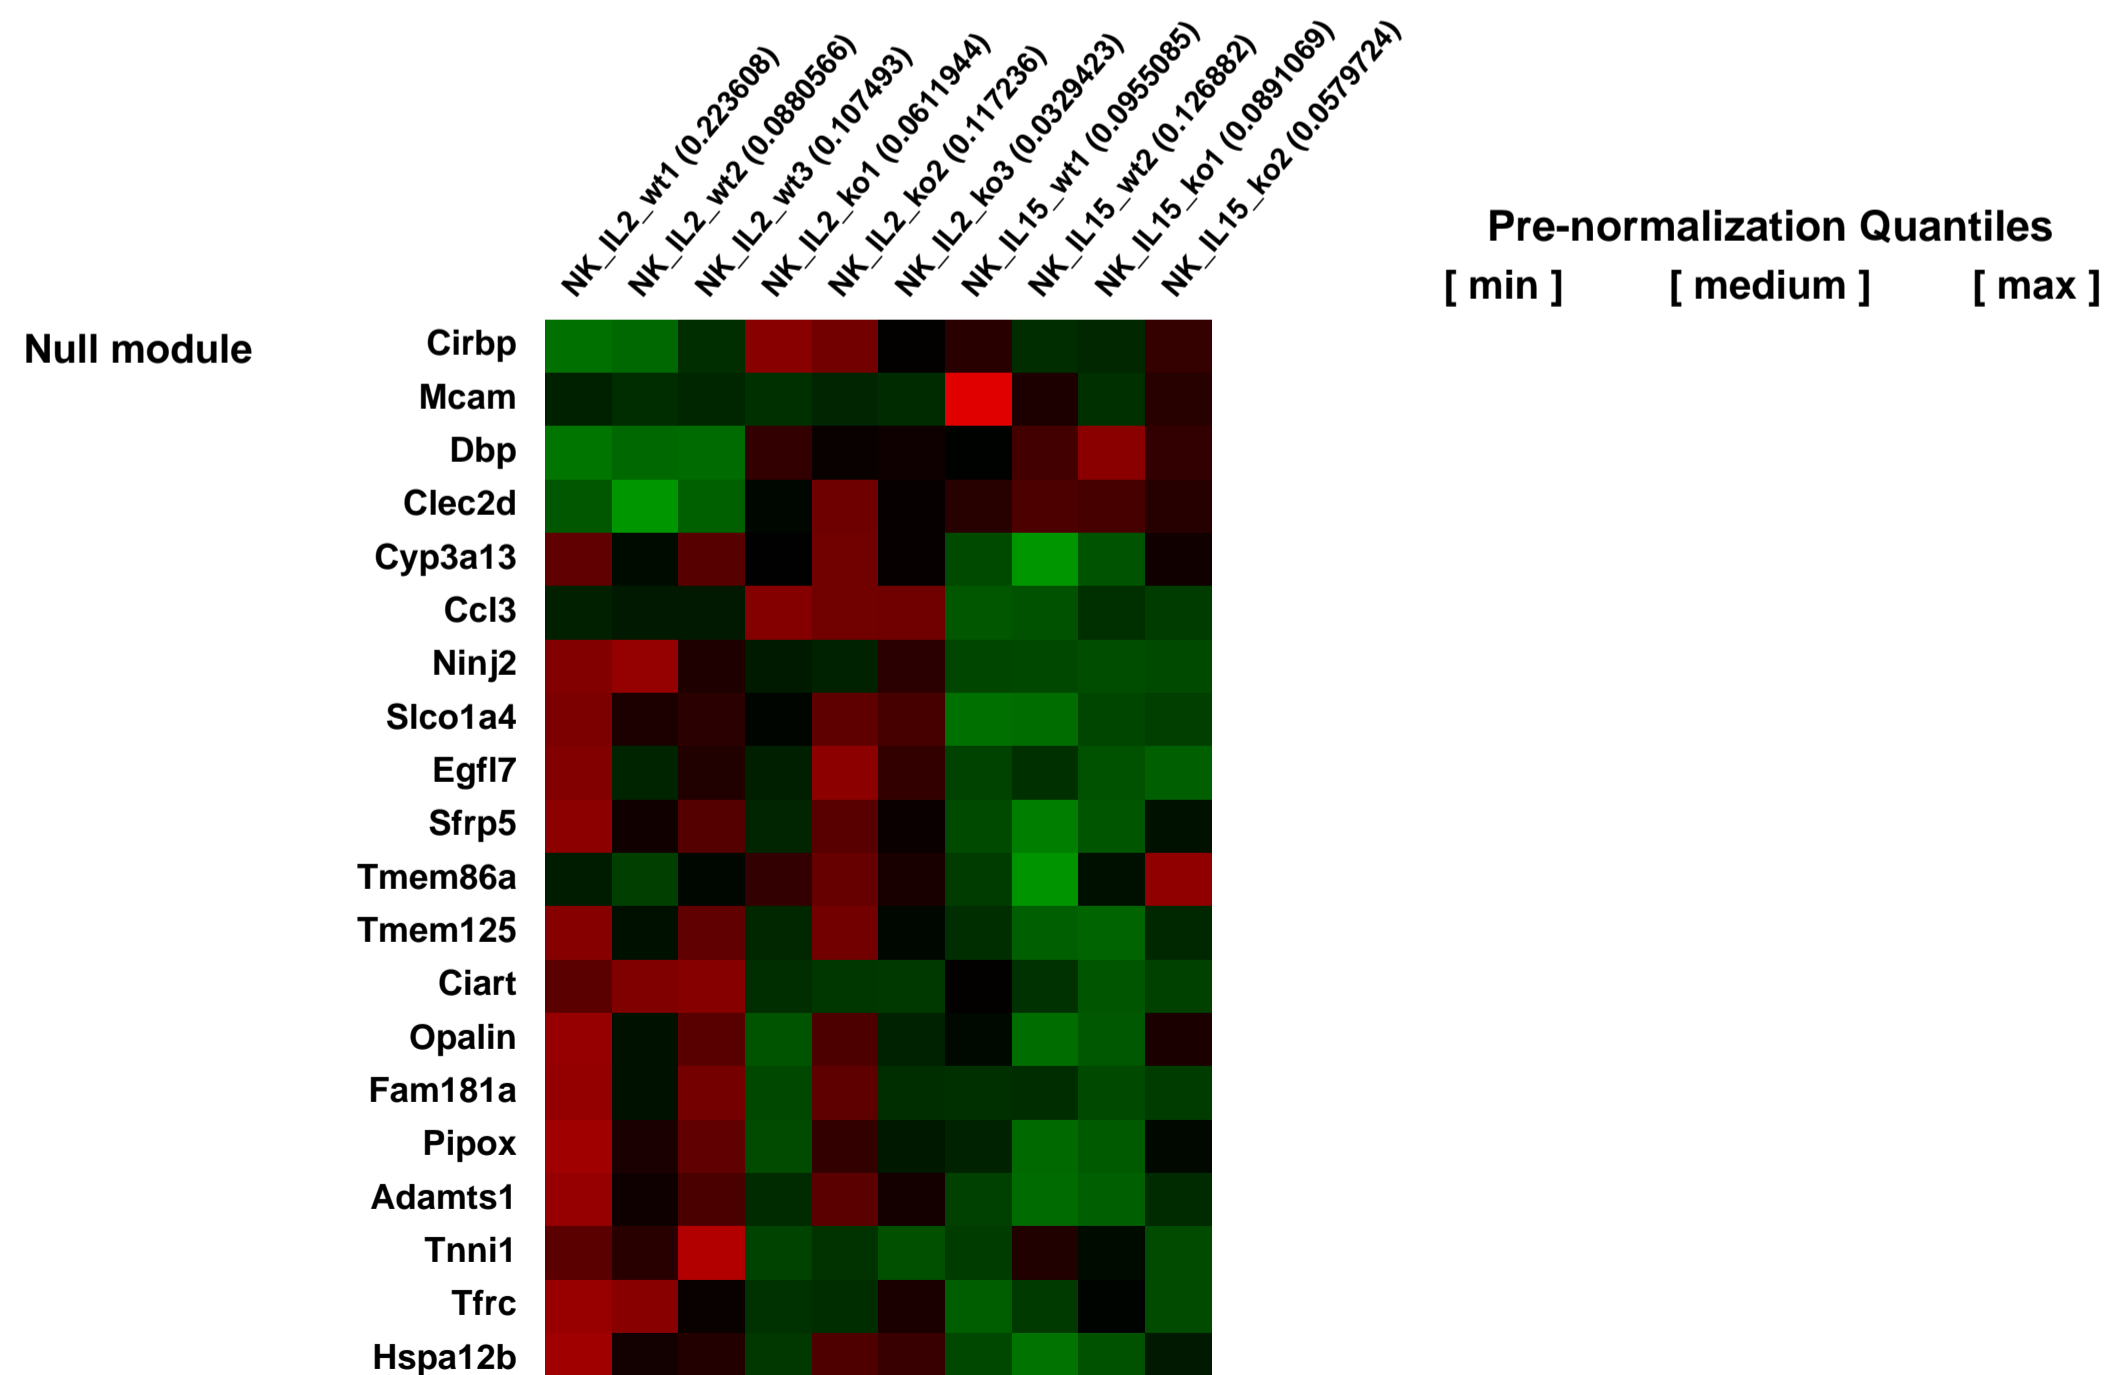 NK_IL2_wt1 (0.223608)
NK_IL2_wt2 (0.0880566)
NK_IL2_wt3 (0.107493)
NK_IL2_ko1 (0.0611944)
NK_IL2_ko2 (0.117236)
NK_IL2_ko3 (0.0329423)
NK_IL15_wt1 (0.0955085)
NK_IL15_wt2 (0.126882)
NK_IL15_ko1 (0.0891069)
NK_IL15_ko2 (0.0579724)
Pre-normalization Quantiles
[ min ] [ medium ] [ max ]
Null module
Cirbp
Mcam
Dbp
Clec2d
Cyp3a13
Ccl3
Ninj2
Slco1a4
Egfl7
Sfrp5
Tmem86a
Tmem125
Ciart
Opalin
Fam181a
Pipox
Adamts1
Tnni1
Tfrc
Hspa12b